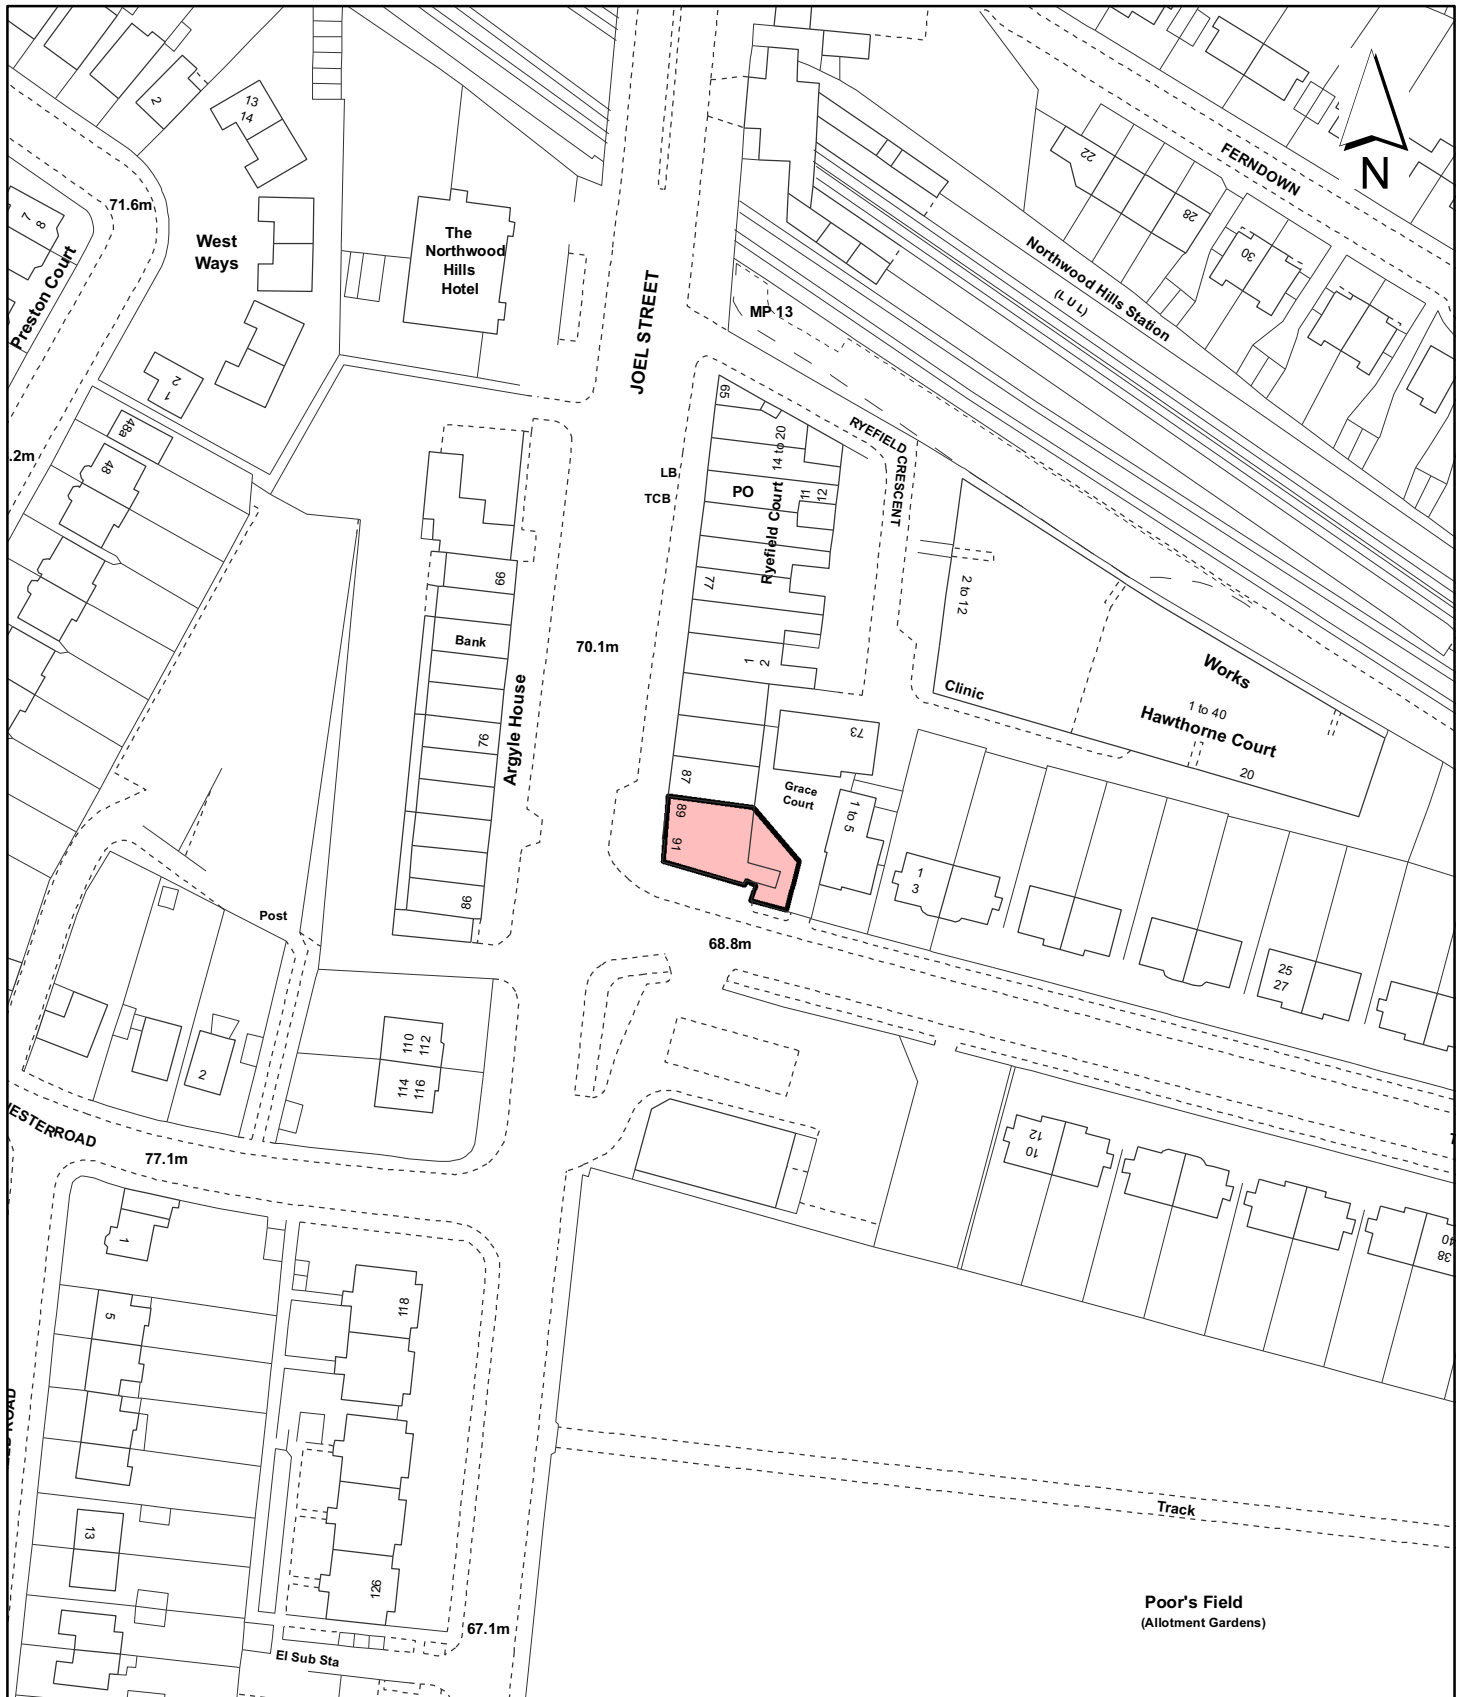 2
13
14
N
FERNDOWN
22
28
30
71.6m
7
8
West
Ways
The
Northwood
Hills
Hotel
Preston Court
JOEL STREET
Northwood Hills Station
(L U L)
MP 13
2
1
65
48a
48
.2m
LB
TCB
PO
14 to 20
Ryefield Court
11
12
RYEFIELD CRESCENT
77
99
Bank
70.1m
76
Argyle House
1
2
2 to 12
Clinic
Works
1 to 40
Hawthorne Court
20
73
87
Grace
Court
1 to 5
89
91
1
3
86
Post
68.8m
25
27
110
112
114
116
2
ESTER ROAD
77.1m
12
10
40
38
1
118
5
13
126
67.1m
El Sub Sta
Track
Poor's Field
(Allotment Gardens)